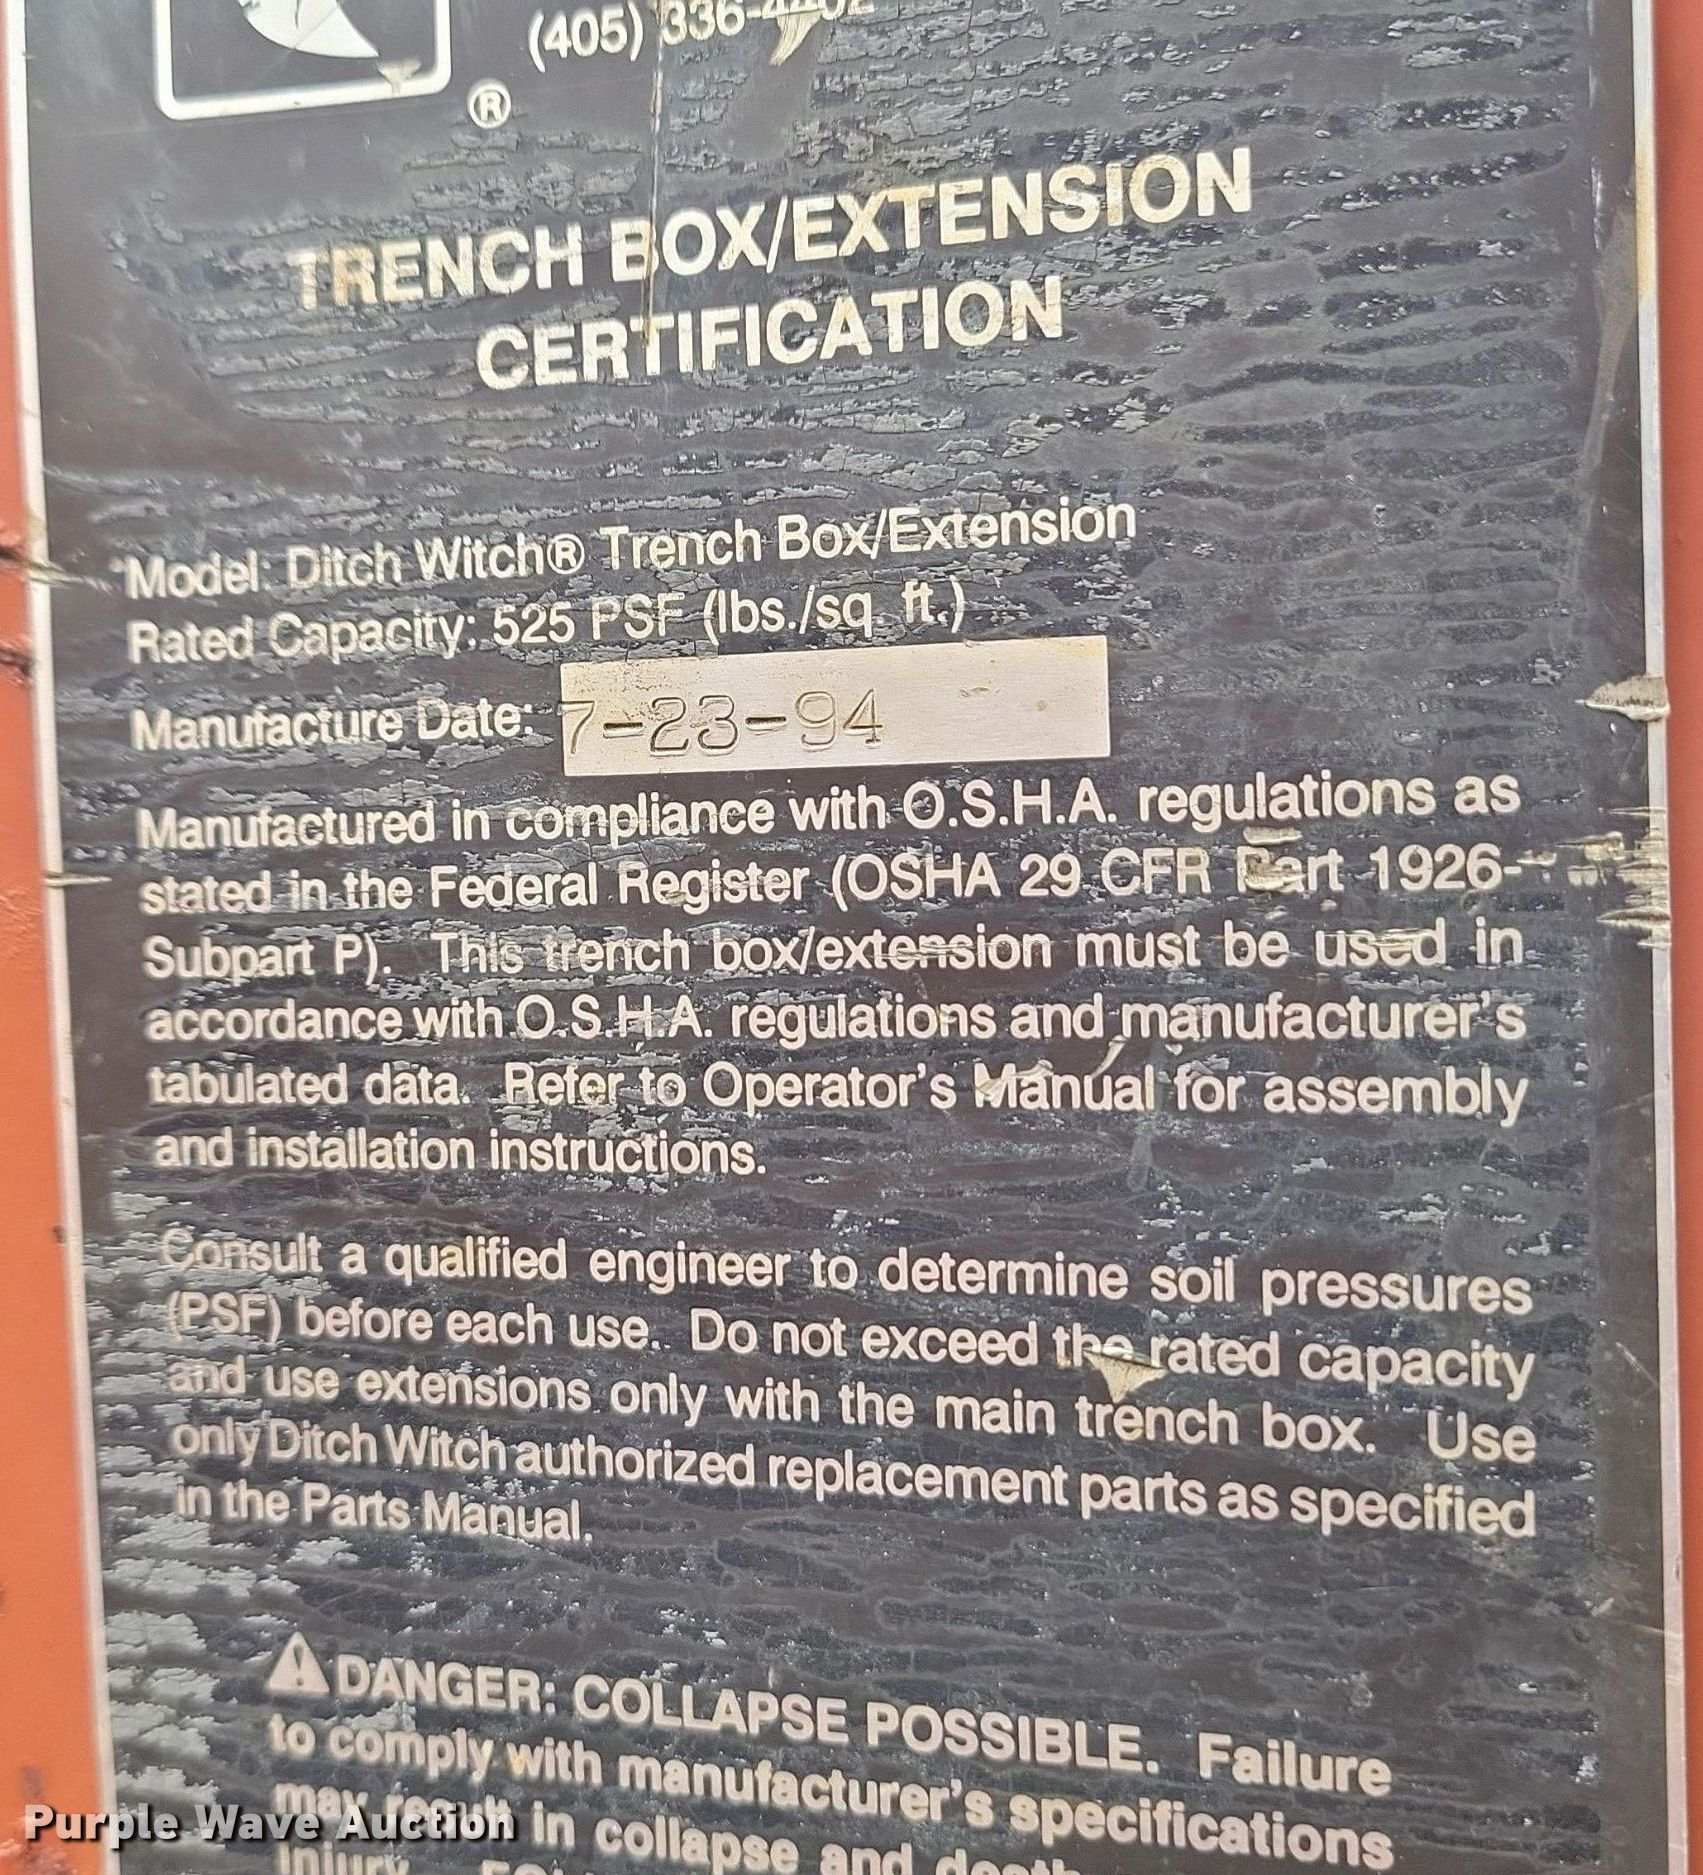 (405) 336-4402
®
TRENCH BOX/EXTENSION
CERTIFICATION
Model: Ditch Witch® Trench Box/Extension
Rated Capacity: 525 PSF (lbs./sq. ft.)
Manufacture Date: 7-23-94
Manufactured in compliance with O.S.H.A. regulations as
stated in the Federal Register (OSHA 29 CFR Part 1926-
Subpart P). This trench box/extension must be used in
accordance with O.S.H.A. regulations and manufacturer's
tabulated data. Refer to Operator's Manual for assembly
and installation instructions.
Consult a qualified engineer to determine soil pressures
(PSF) before each use. Do not exceed the rated capacity
and use extensions only with the main trench box. Use
only Ditch Witch authorized replacement parts as specified
in the Parts Manual.
DANGER: COLLAPSE POSSIBLE. Failure
to comply with manufacturer's specifications
may result in collapse and death
injury.
Purple Wave Auction